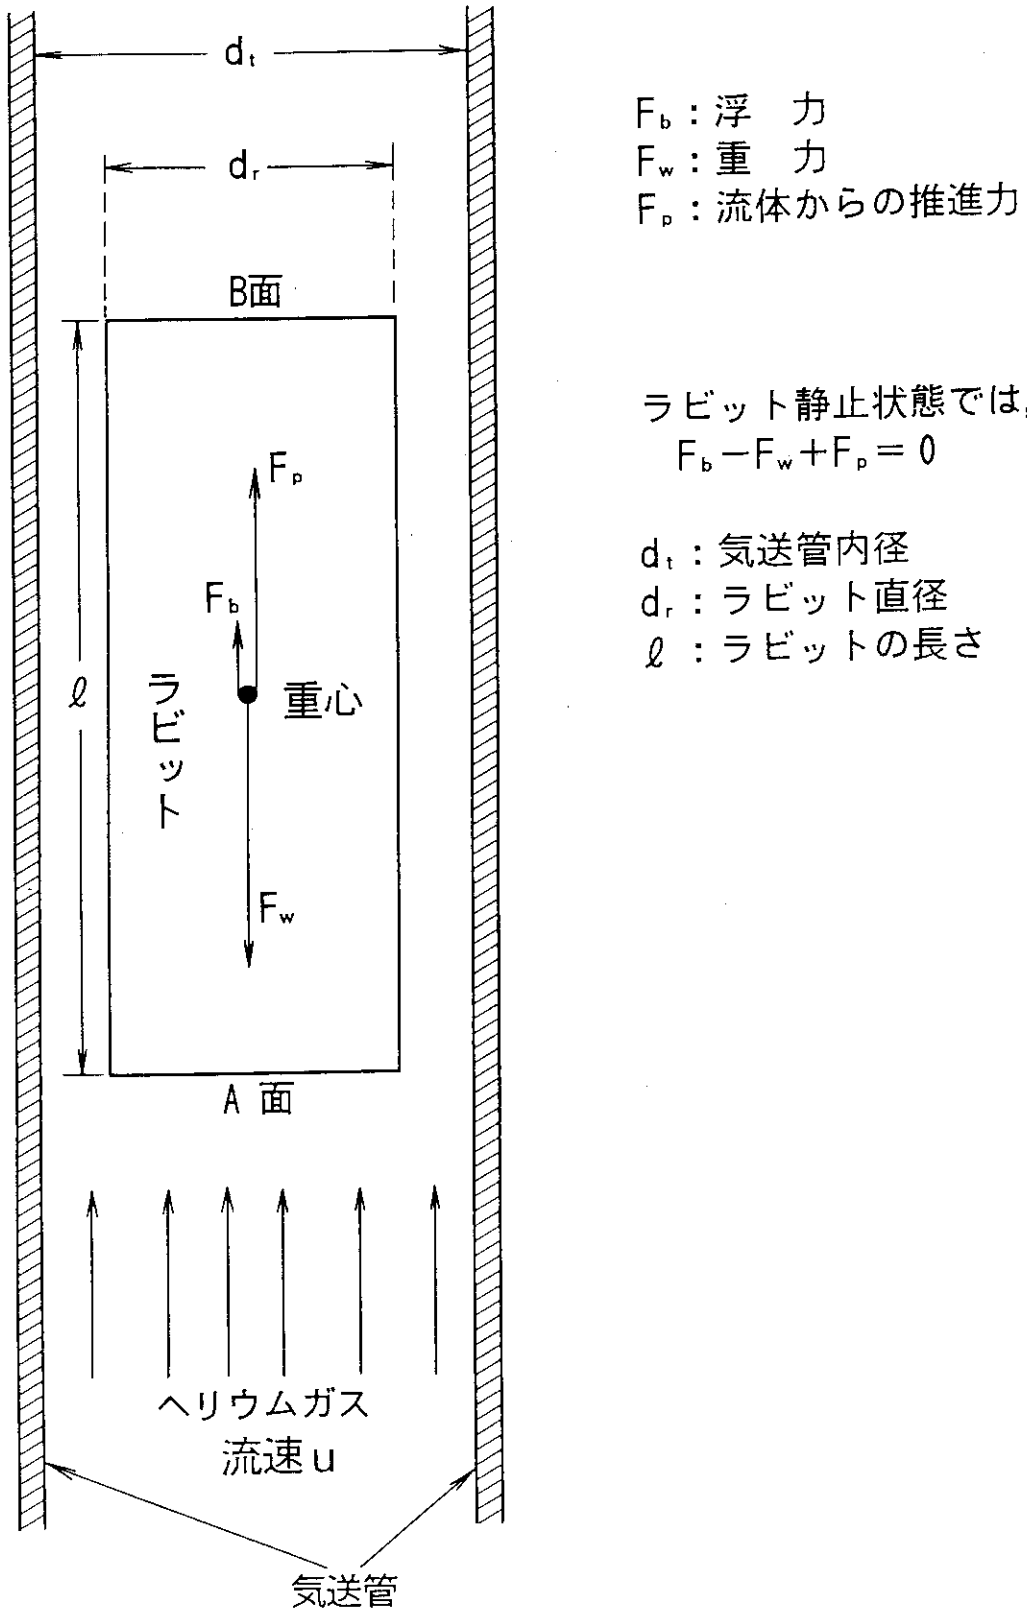 dt
dr
Fb：浮　力
Fw：重　力
Fp：流体からの推進力
B面
ラビット静止状態では,
Fb－Fw＋Fp＝0
dt：気送管内径
dr：ラビット直径
ℓ：ラビットの長さ
Fp
Fb
ℓ
ラビット
重心
Fw
A 面
ヘリウムガス
流速u
気送管